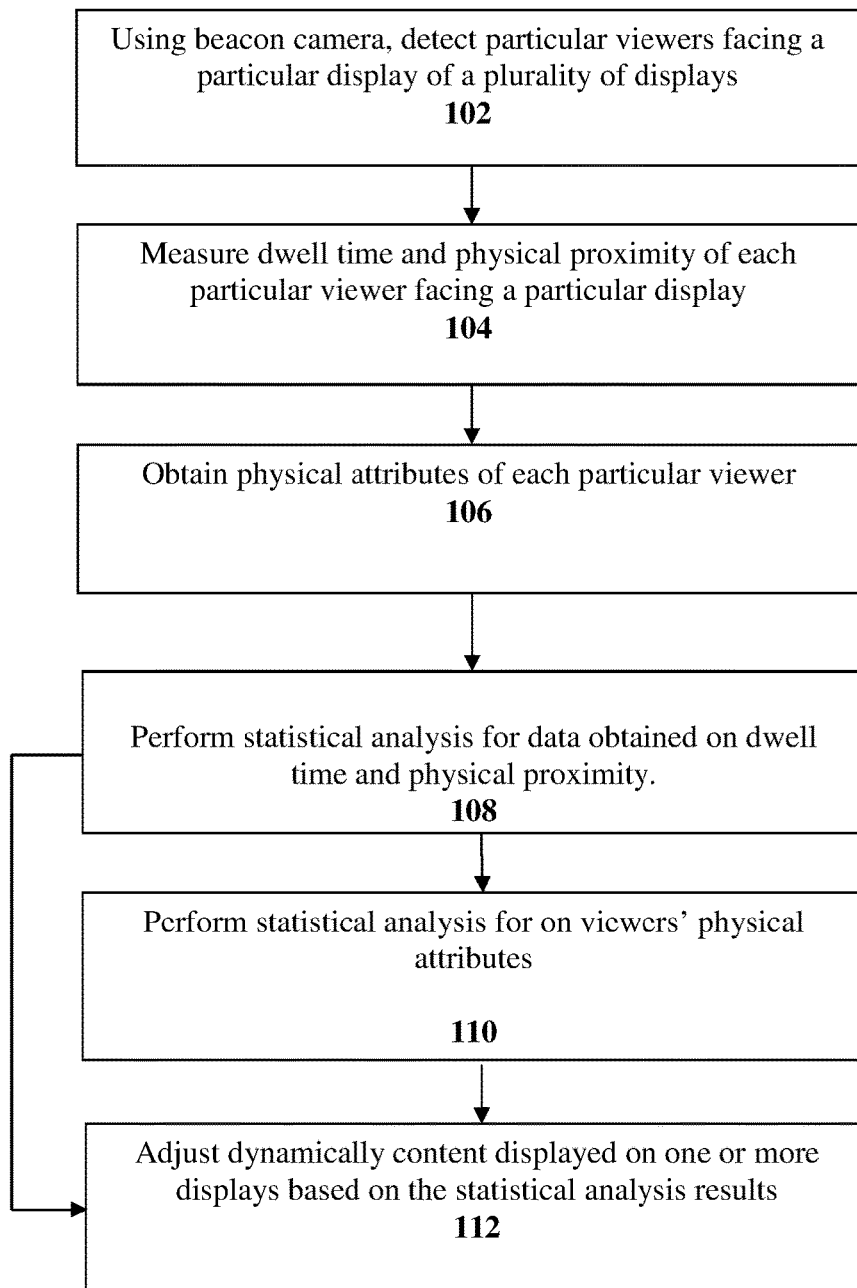 Using beacon camera, detect particular viewers facing a
particular display of a plurality of displays
102
Measure dwell time and physical proximity of each
particular viewer facing a particular display
104
Obtain physical attributes of each particular viewer
106
Perform statistical analysis for data obtained on dwell
time and physical proximity.
108
Perform statistical analysis for on viewers’ physical
attributes
110
Adjust dynamically content displayed on one or more
displays based on the statistical analysis results
112